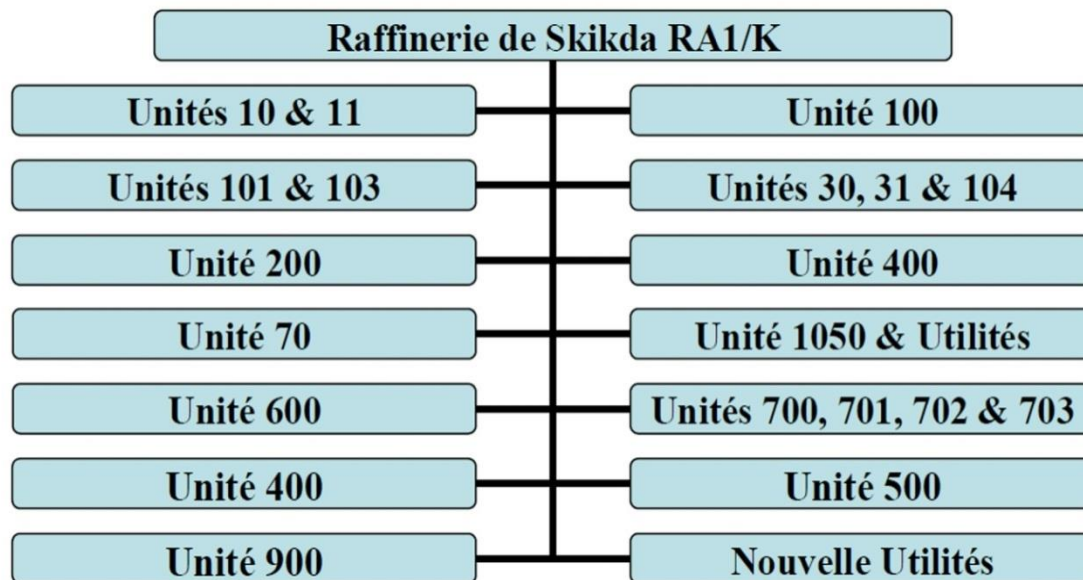 Raffinerie de Skikda RA1/K
Unités 10 & 11
Unité 100
Unités 101 & 103
Unités 30, 31 & 104
Unité 200
Unité 400
Unité 70
Unité 1050 & Utilités
Unité 600
Unités 700, 701, 702 & 703
Unité 400
Unité 500
Unité 900
Nouvelle Utilités